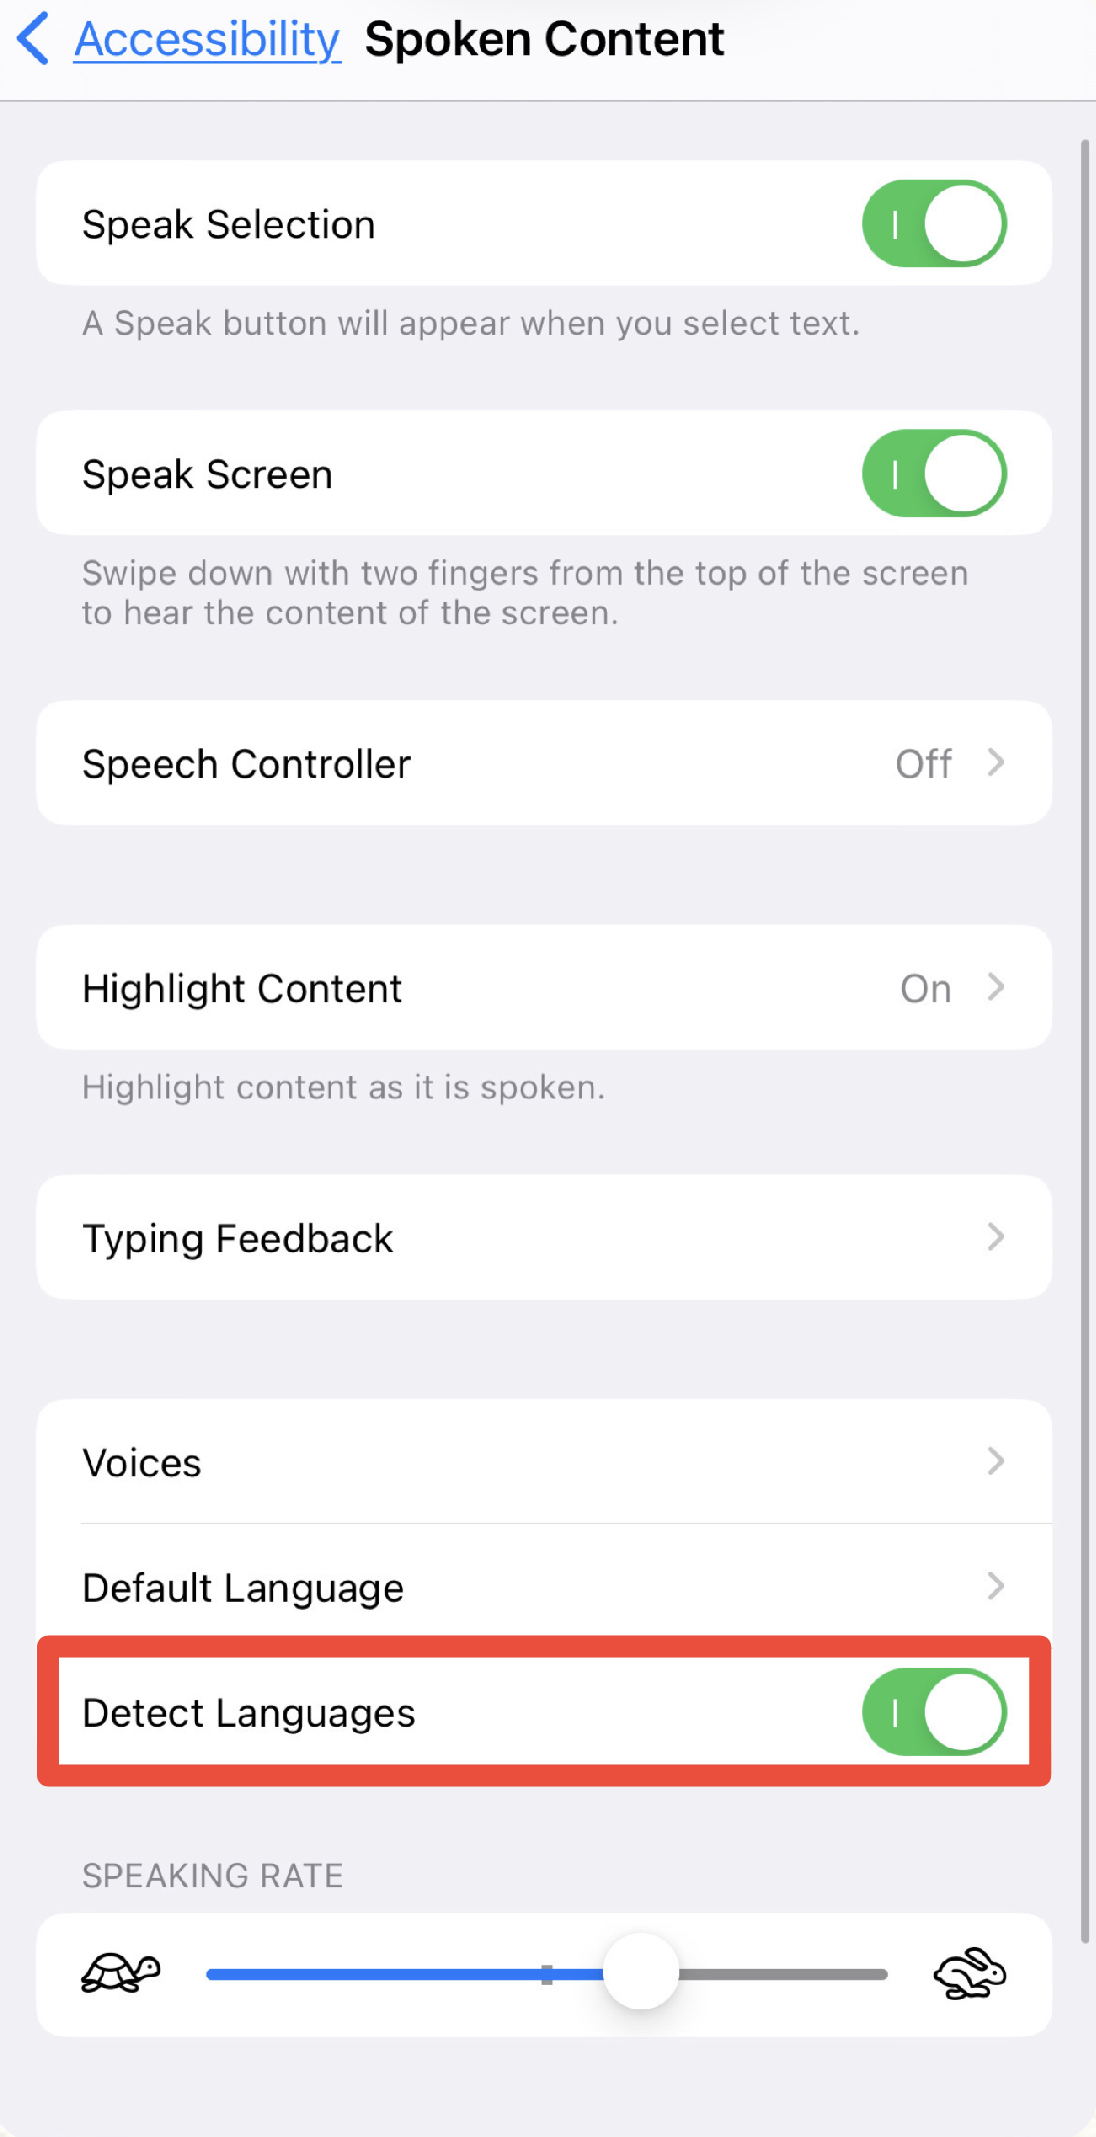 Accessibility Spoken Content
Speak Selection
A Speak button will appear when you select text.
Speak Screen
Swipe down with two fingers from the top of the screen
to hear the content of the screen.
Speech Controller Off
Highlight Content On
Highlight content as it is spoken.
Typing Feedback
Voices
Default Language
Detect Languages
SPEAKING RATE